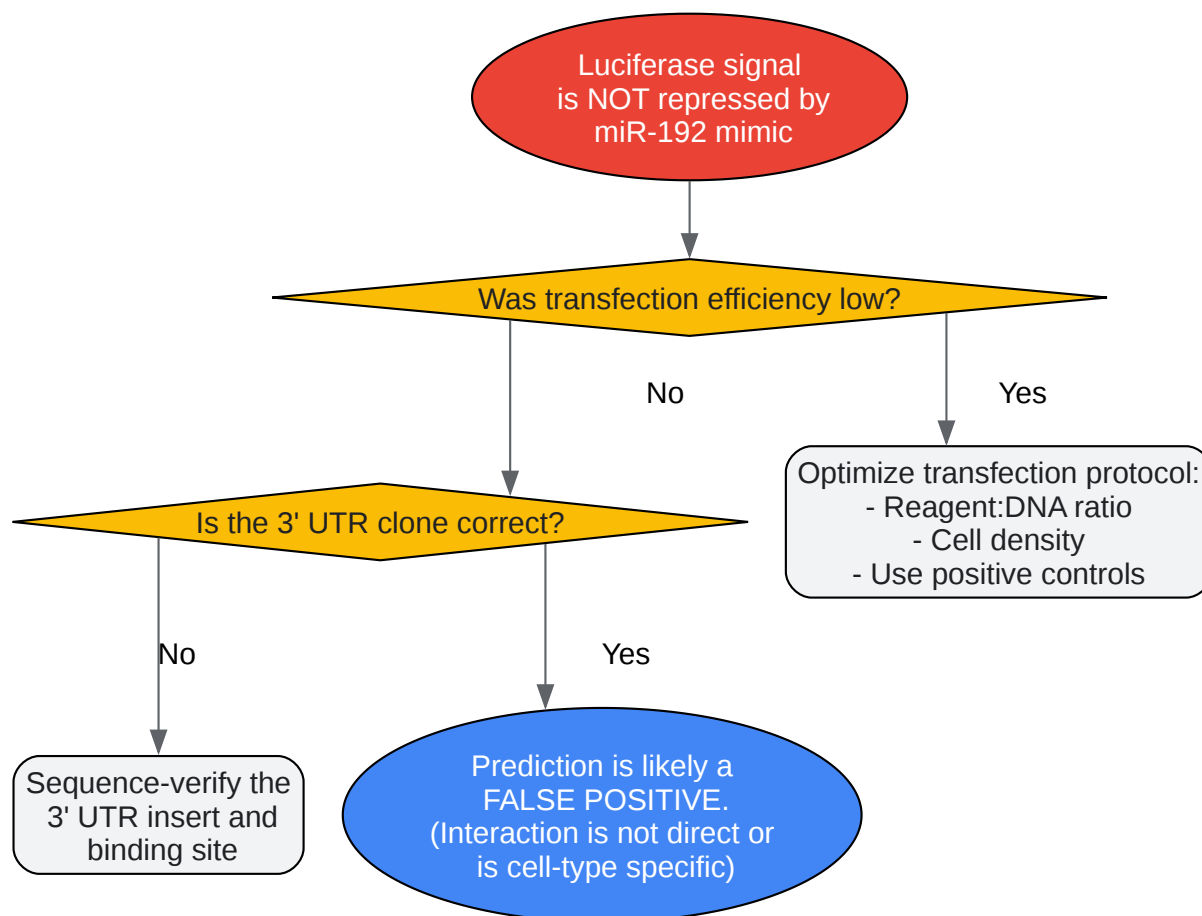 Luciferase signal
is NOT repressed by
miR-192 mimic
Was transfection efficiency low?
No
Yes
Optimize transfection protocol:
- Reagent:DNA ratio
- Cell density
- Use positive controls
Is the 3' UTR clone correct?
No
Yes
Sequence-verify the
3' UTR insert and
binding site
Prediction is likely a
FALSE POSITIVE.
(Interaction is not direct or
is cell-type specific)